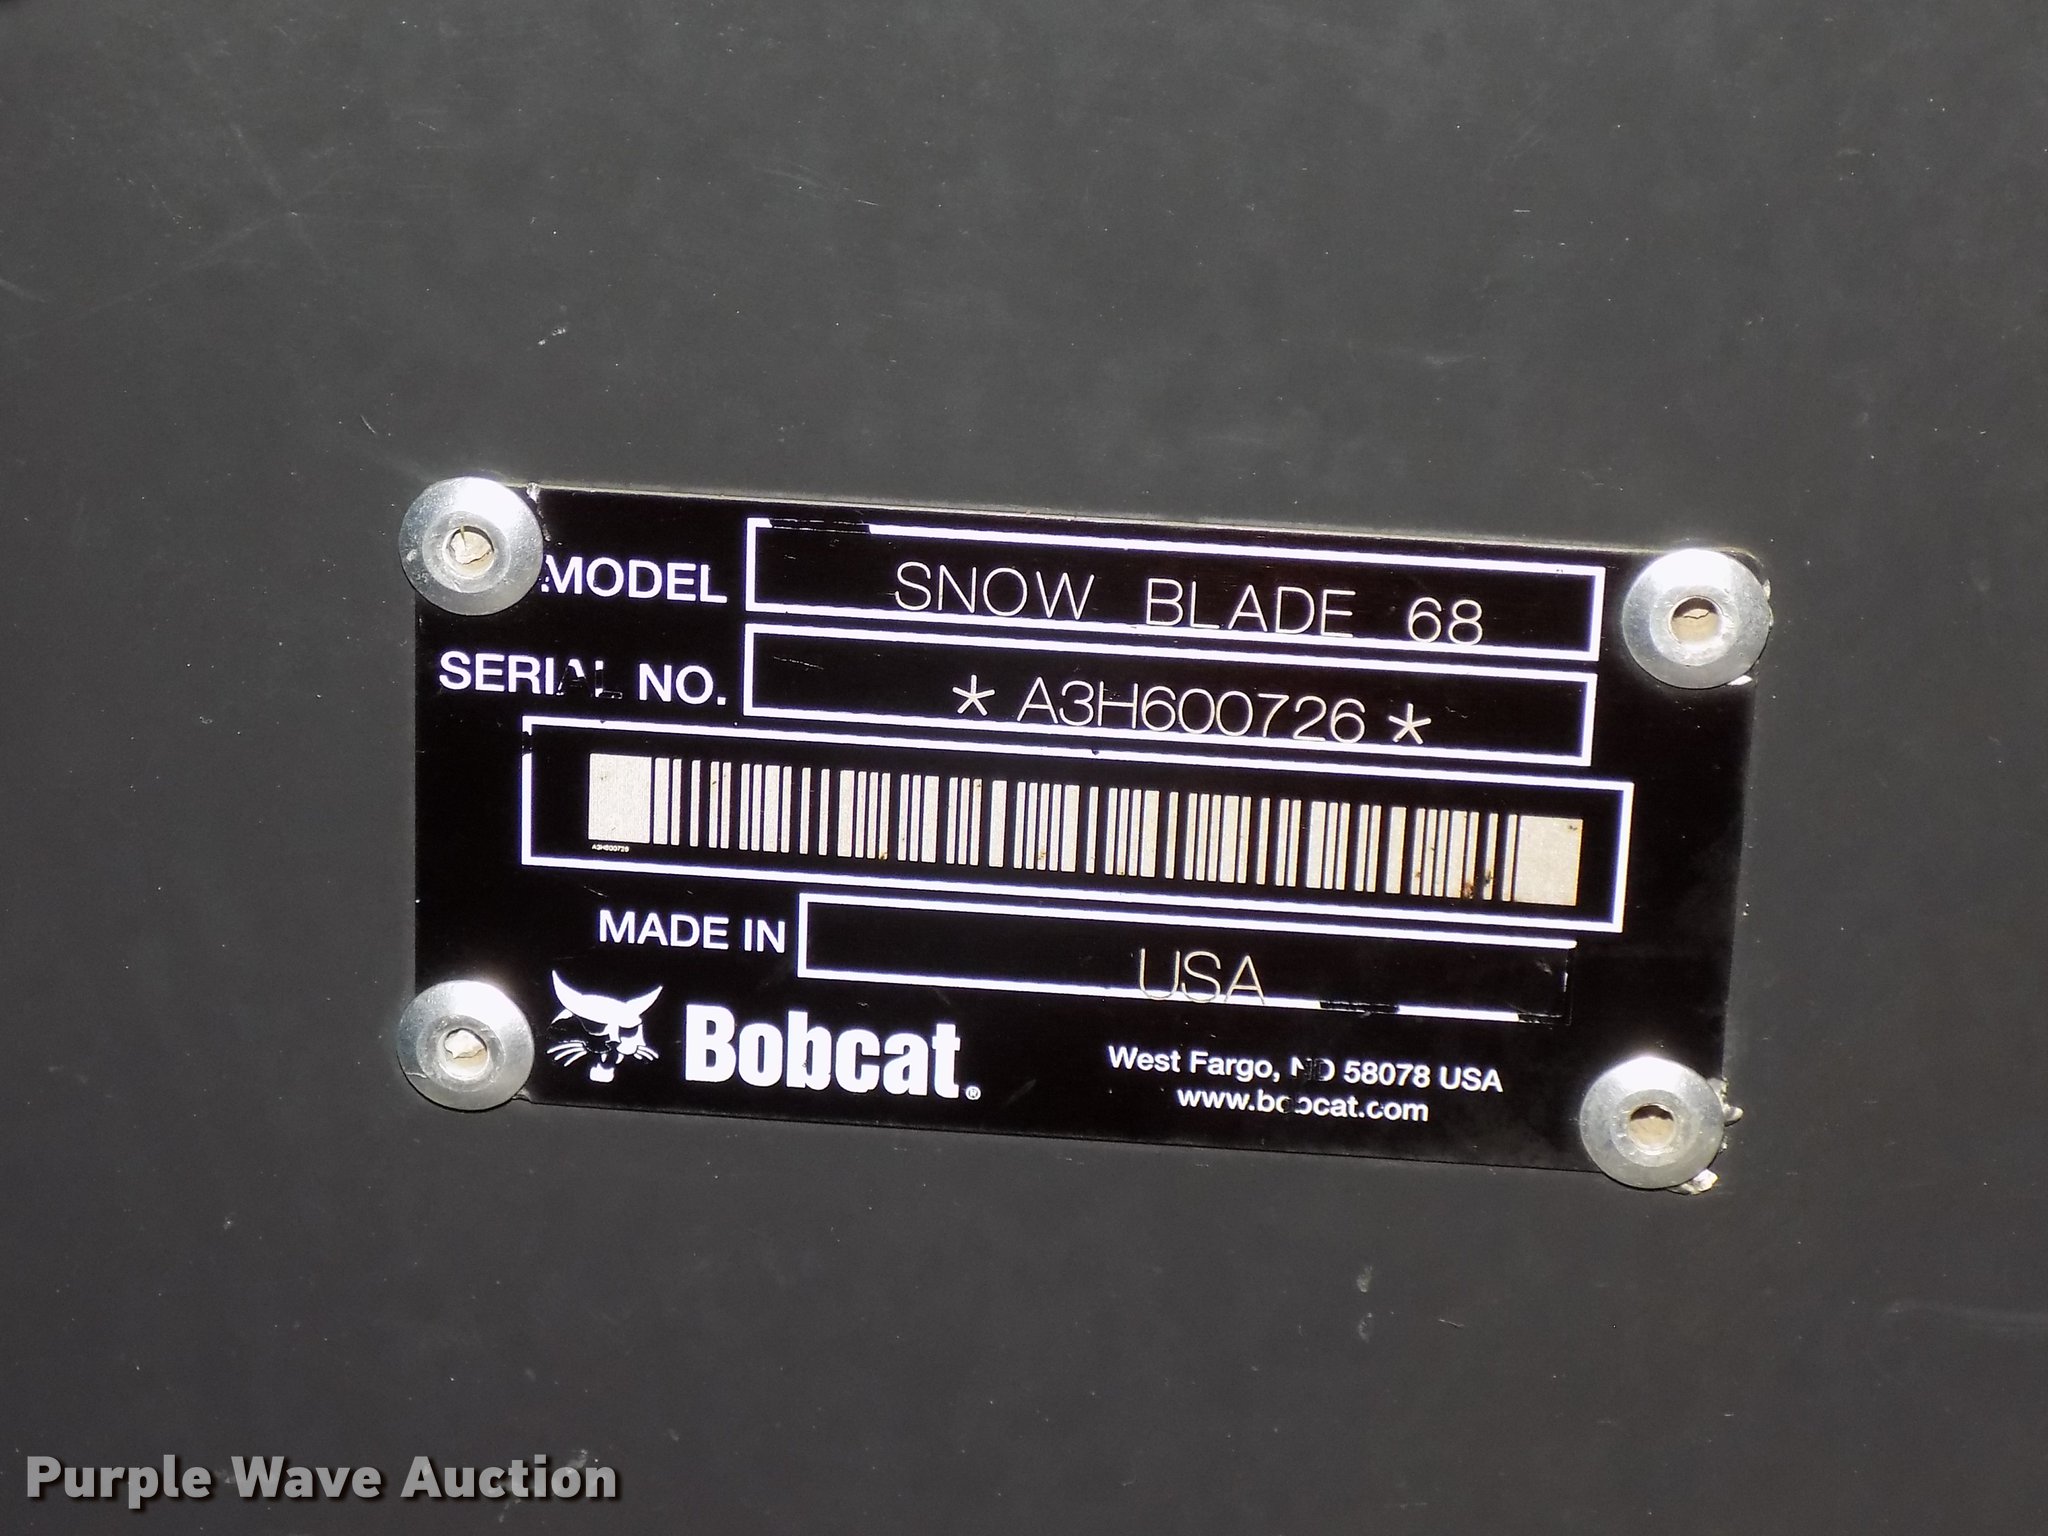 MODEL SNOW BLADE 68
SERIAL NO. * A3H600726 *
A3H600726
MADE IN USA
Bobcat®
West Fargo, ND 58078 USA
www.bobcat.com
Purple Wave Auction